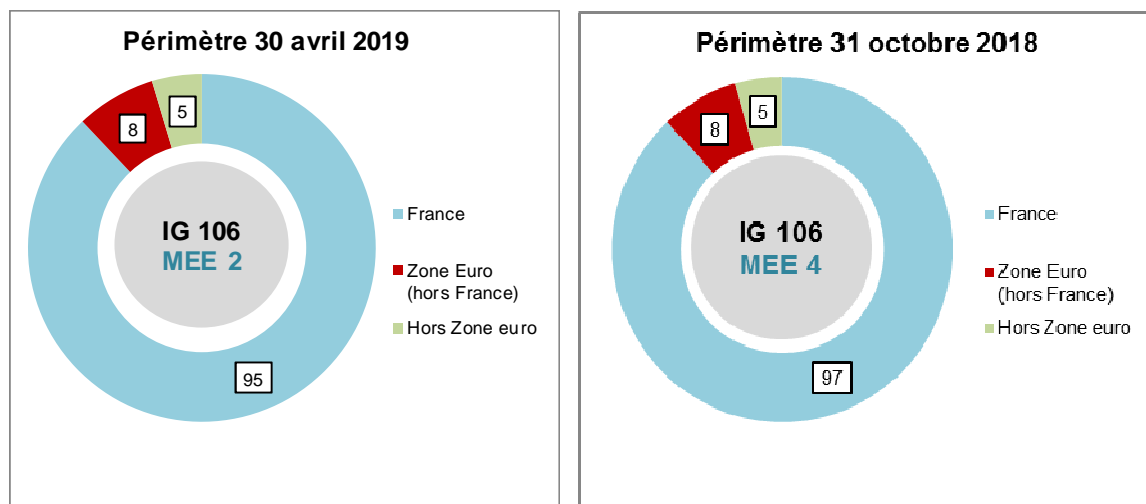 Périmètre 30 avril 2019
8
5
IG 106
MEE 2
95
France
Zone Euro
(hors France)
Hors Zone euro
Périmètre 31 octobre 2018
8
5
IG 106
MEE 4
97
France
Zone Euro
(hors France)
Hors Zone euro